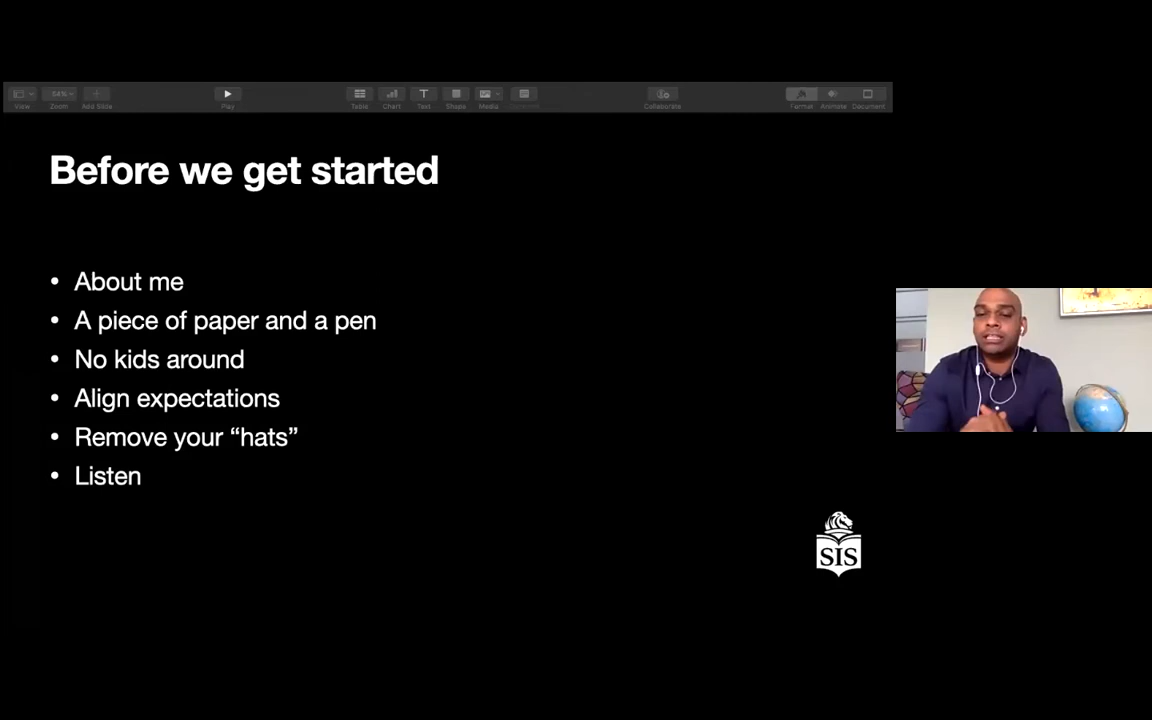 View
54%
Zoom
Add Slide
Play
Table
Chart
Text
Shape
Media
Comment
Collaborate
Format
Animate
Document
Before we get started
• About me
• A piece of paper and a pen
• No kids around
• Align expectations
• Remove your “hats”
• Listen
SIS